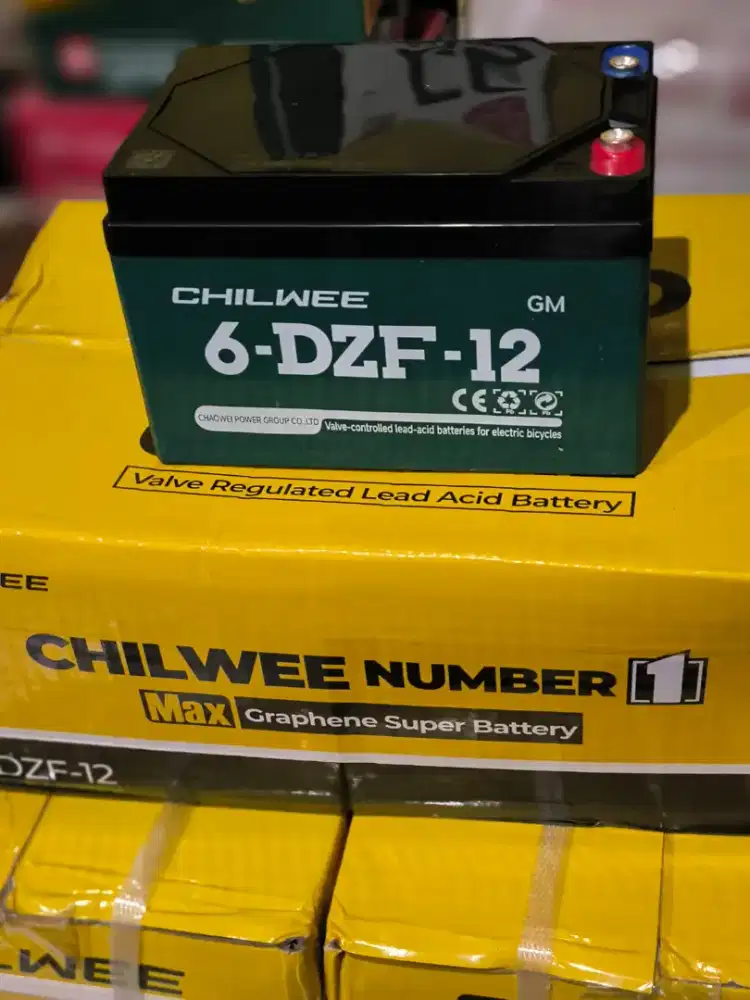 CHILWEE
GM
6-DZF-12
CE
CHAOWEI POWER GROUP CO.,LTD
Valve-controlled lead-acid batteries for electric bicycles
Valve Regulated Lead Acid Battery
EE
CHILWEE NUMBER 1
Max Graphene Super Battery
DZF-12
LWEE